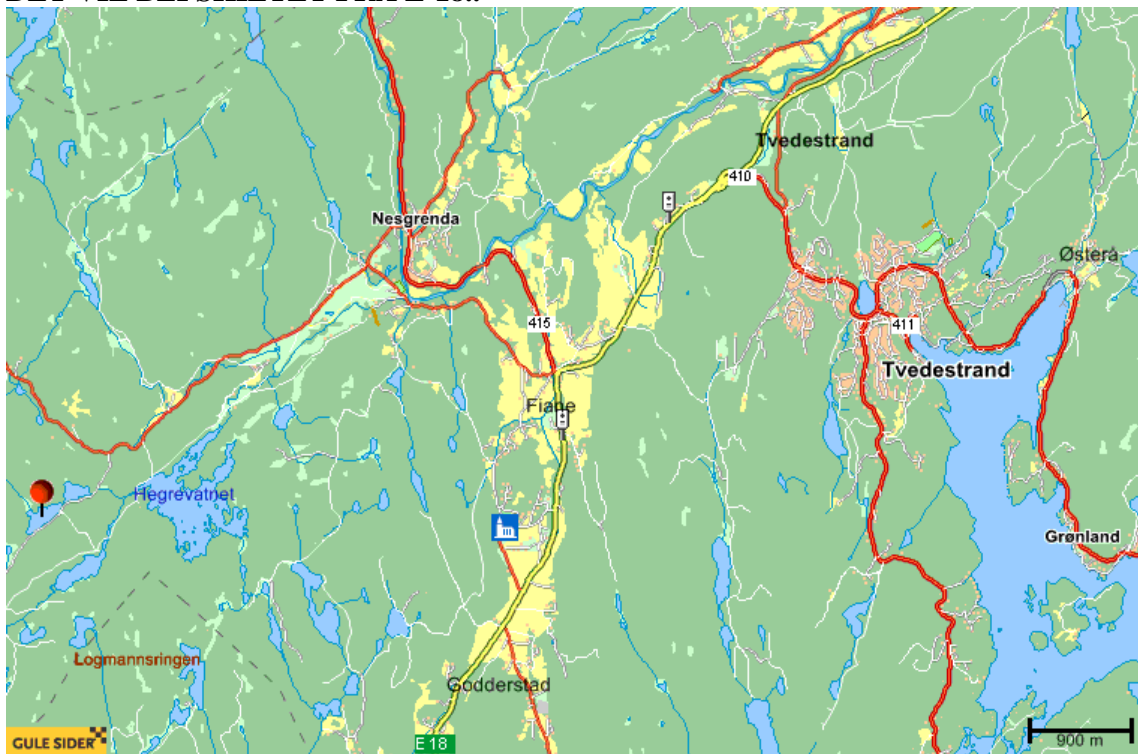 Tvedestrand
410
Nesgrenda
Østerå
415
411
Tvedestrand
Fiane
Hegrevatnet
Grønland
Logmannsringen
Godderstad
GULE SIDER
E 18
900 m